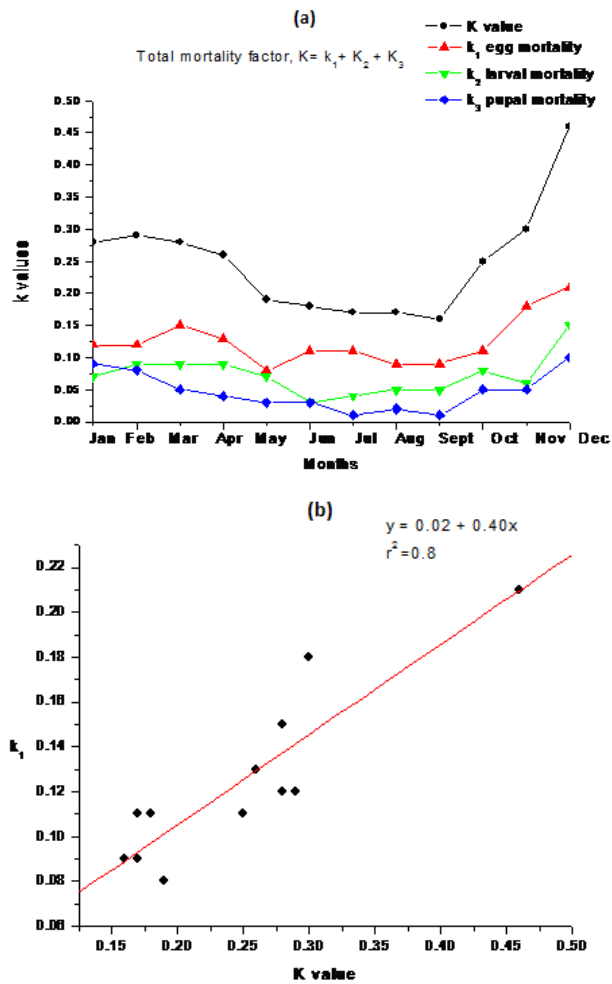 (a)
K value
k1 egg mortality
k2 larval mortality
k3 pupal mortality
Total mortality factor, K= k1+ K2 + K3
0.50
0.45
0.40
0.35
0.30
0.25
0.20
0.15
0.10
0.05
0.00
k values
Jan Feb Mar Apr May Jun Jul Aug Sept Oct Nov Dec
Months
(b)
y = 0.02 + 0.40x
r2=0.8
0.22
0.20
0.18
0.16
0.14
0.12
0.10
0.08
0.06
k1
0.15 0.20 0.25 0.30 0.35 0.40 0.45 0.50
K value